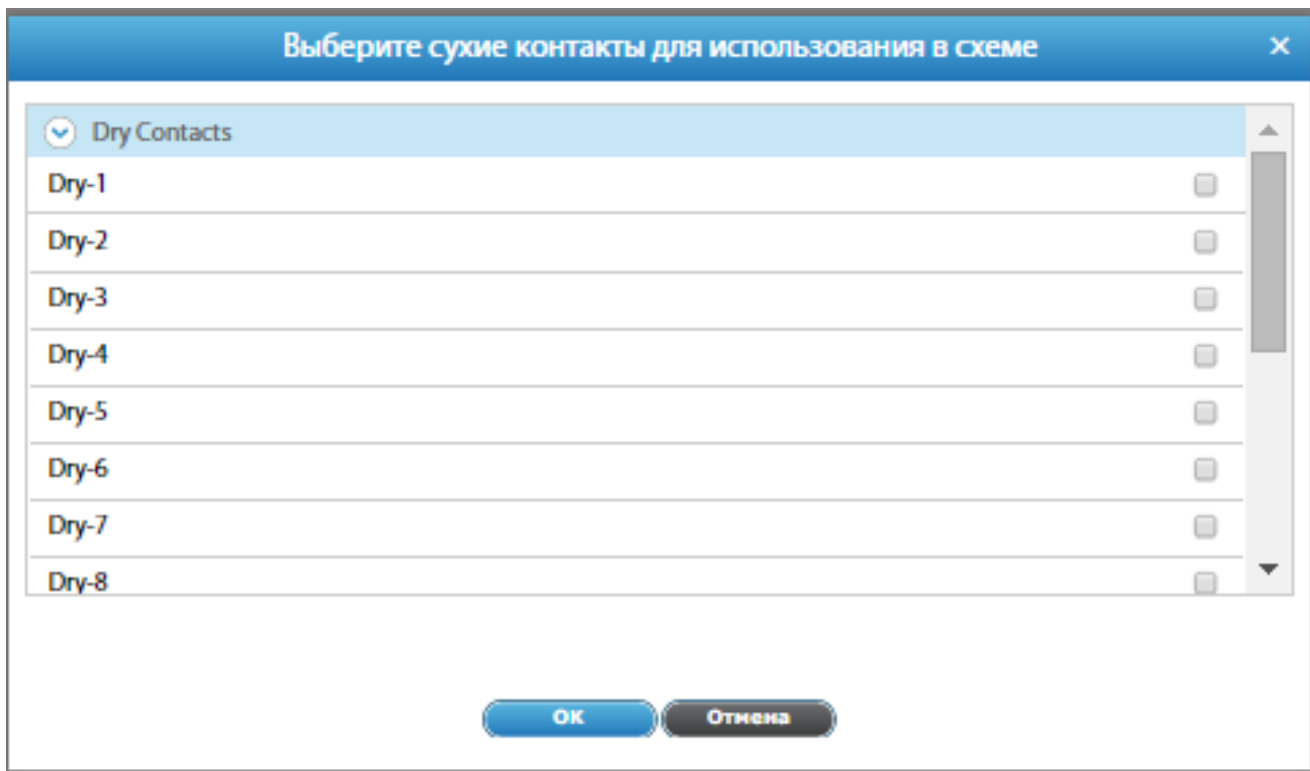 Выберите сухие контакты для использования в схеме
Dry Contacts
Dry-1
Dry-2
Dry-3
Dry-4
Dry-5
Dry-6
Dry-7
Dry-8
ОК Отмена